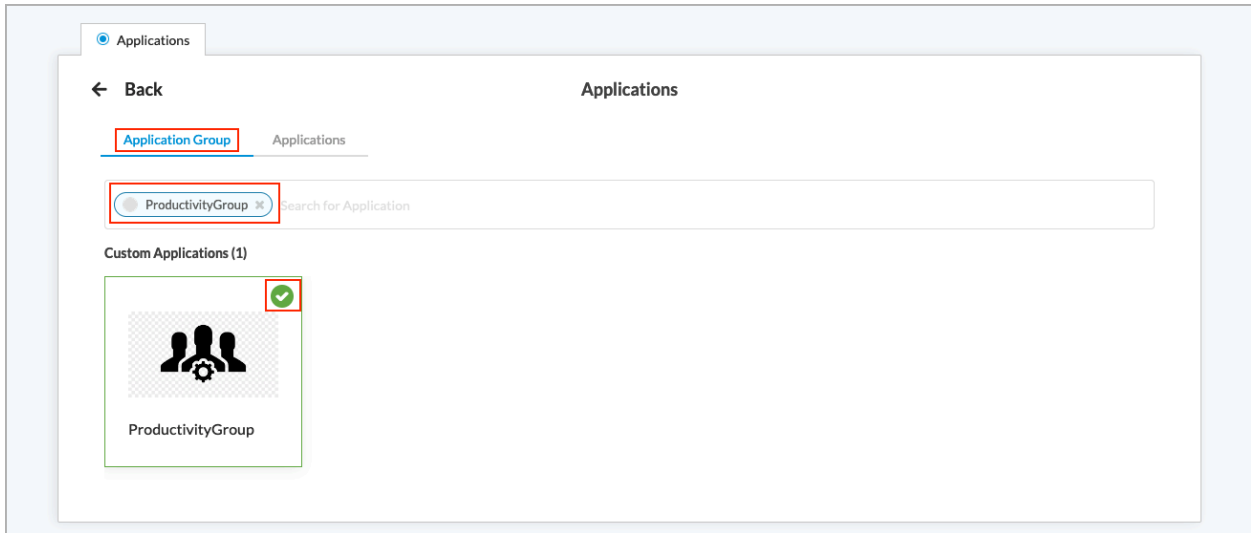 Applications
Back
Applications
Application Group Applications
ProductivityGroup Search for Application
Custom Applications (1)
ProductivityGroup